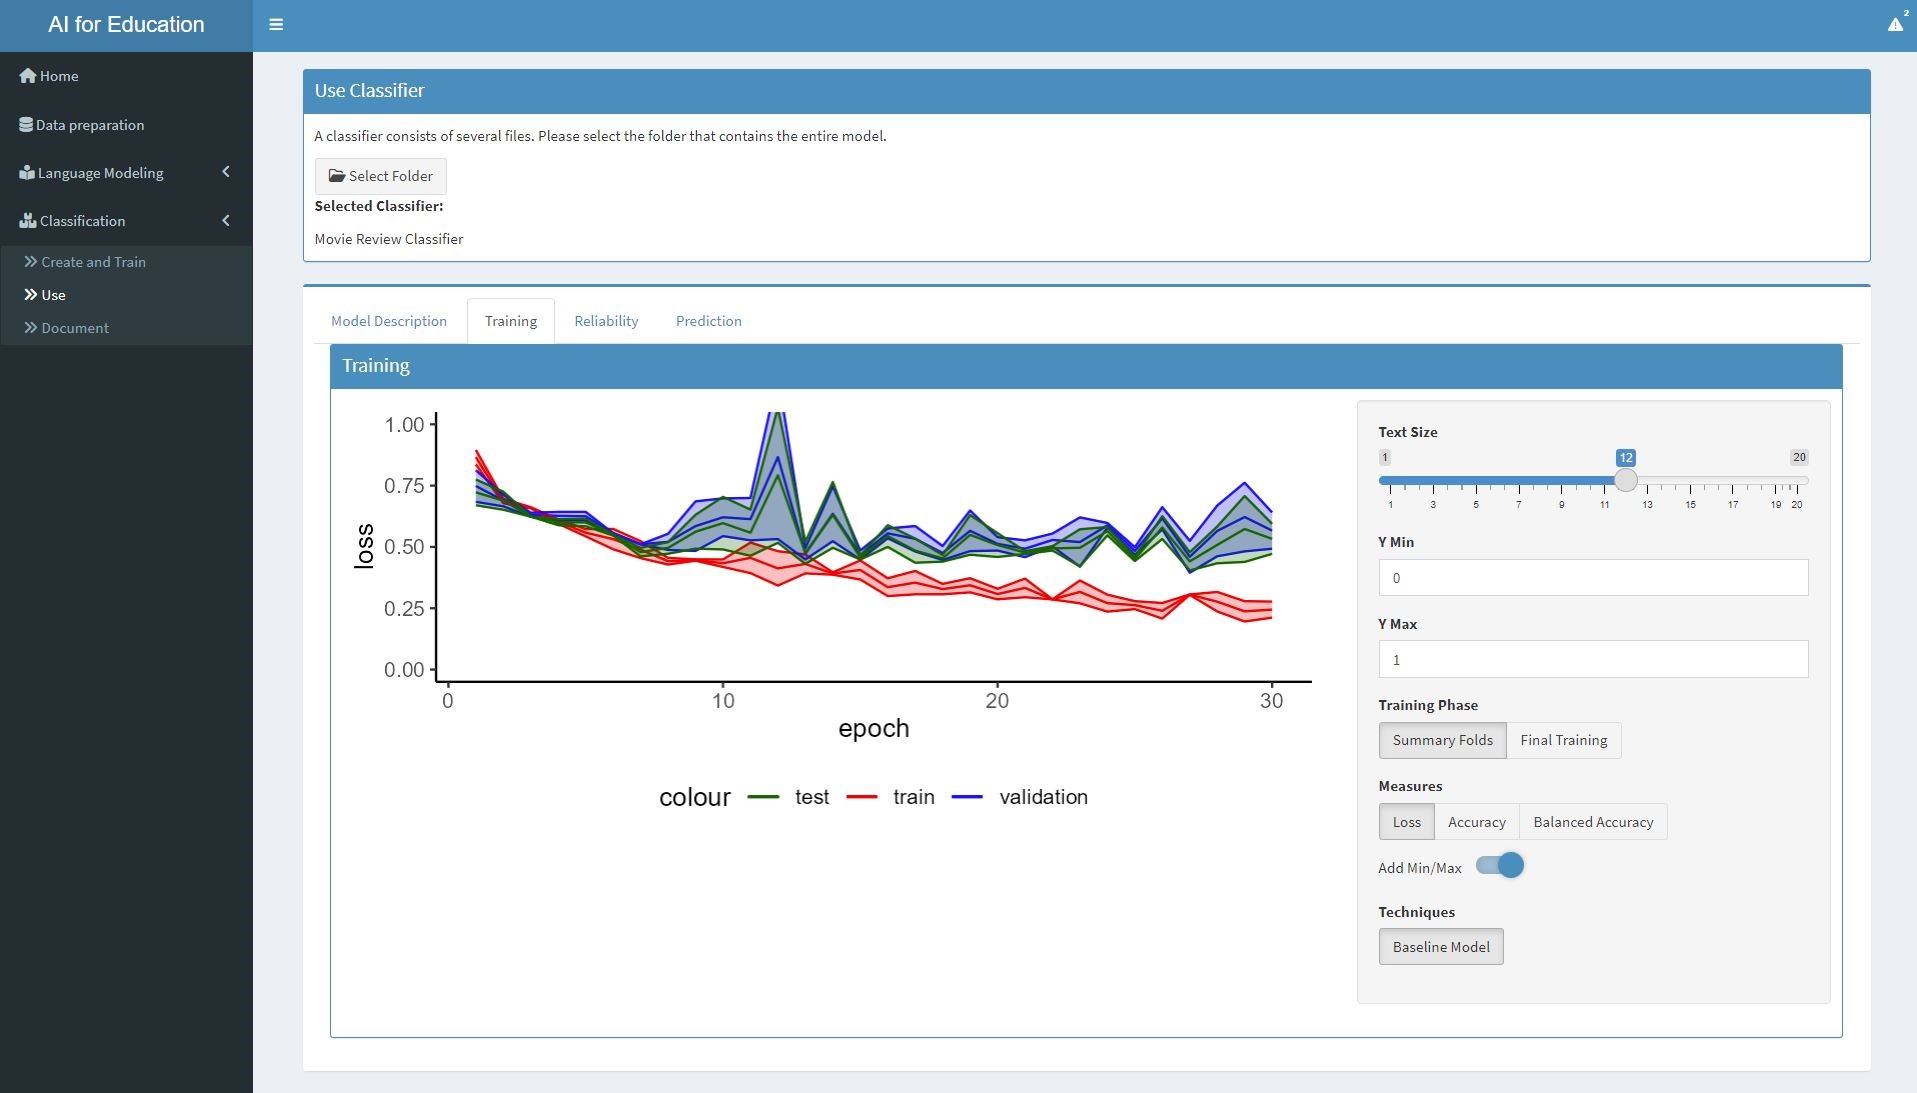 AI for Education
2
Home
Data preparation
Language Modeling
Classification
Create and Train
Use
Document
Use Classifier
A classifier consists of several files. Please select the folder that contains the entire model.
Select Folder
Selected Classifier:
Movie Review Classifier
Model Description Training Reliability Prediction
Training
1.00
0.75
0.50
0.25
0.00
loss
0 10 20 30
epoch
colour test train validation
Text Size
1 12 20
1 3 5 7 9 11 13 15 17 19 20
Y Min
0
Y Max
1
Training Phase
Summary Folds Final Training
Measures
Loss Accuracy Balanced Accuracy
Add Min/Max
Techniques
Baseline Model